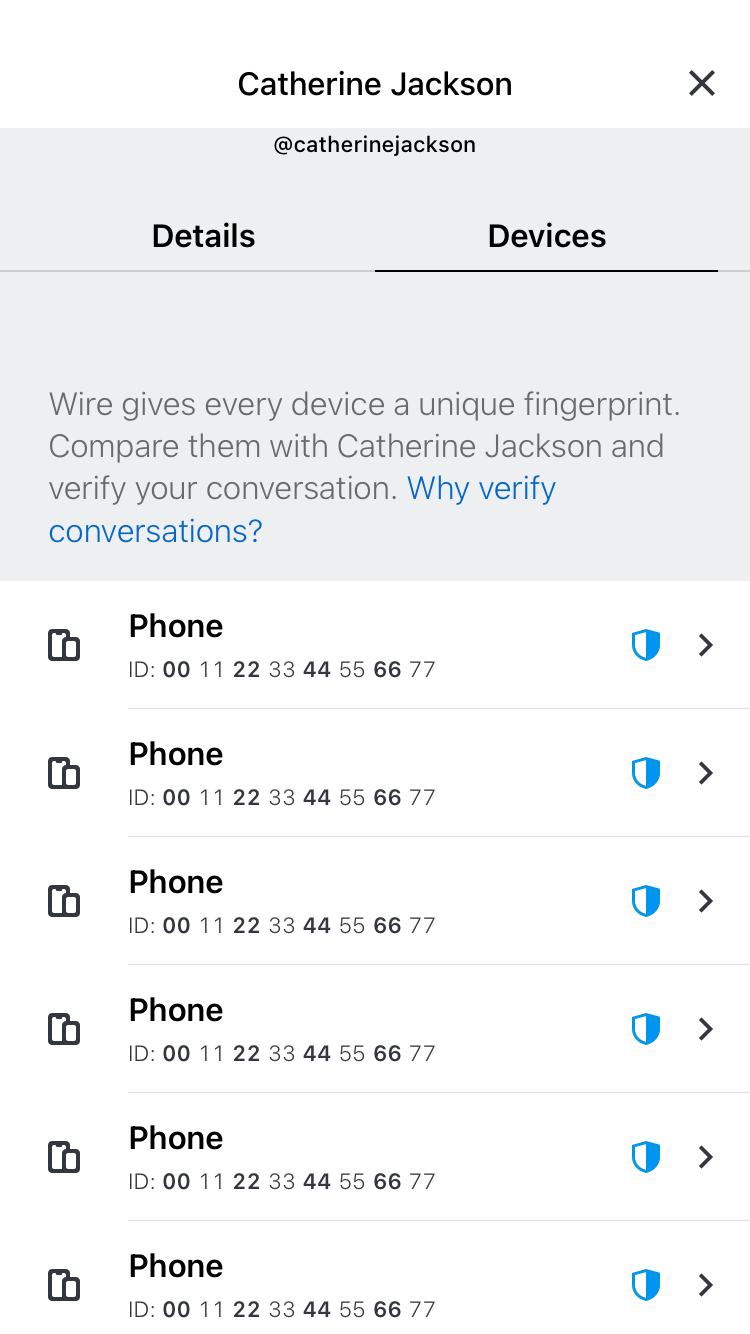 Catherine Jackson
@catherinejackson
Details
Devices
Wire gives every device a unique fingerprint.
Compare them with Catherine Jackson and
verify your conversation. Why verify
conversations?
Phone
ID: 00 11 22 33 44 55 66 77
Phone
ID: 00 11 22 33 44 55 66 77
Phone
ID: 00 11 22 33 44 55 66 77
Phone
ID: 00 11 22 33 44 55 66 77
Phone
ID: 00 11 22 33 44 55 66 77
Phone
ID: 00 11 22 33 44 55 66 77